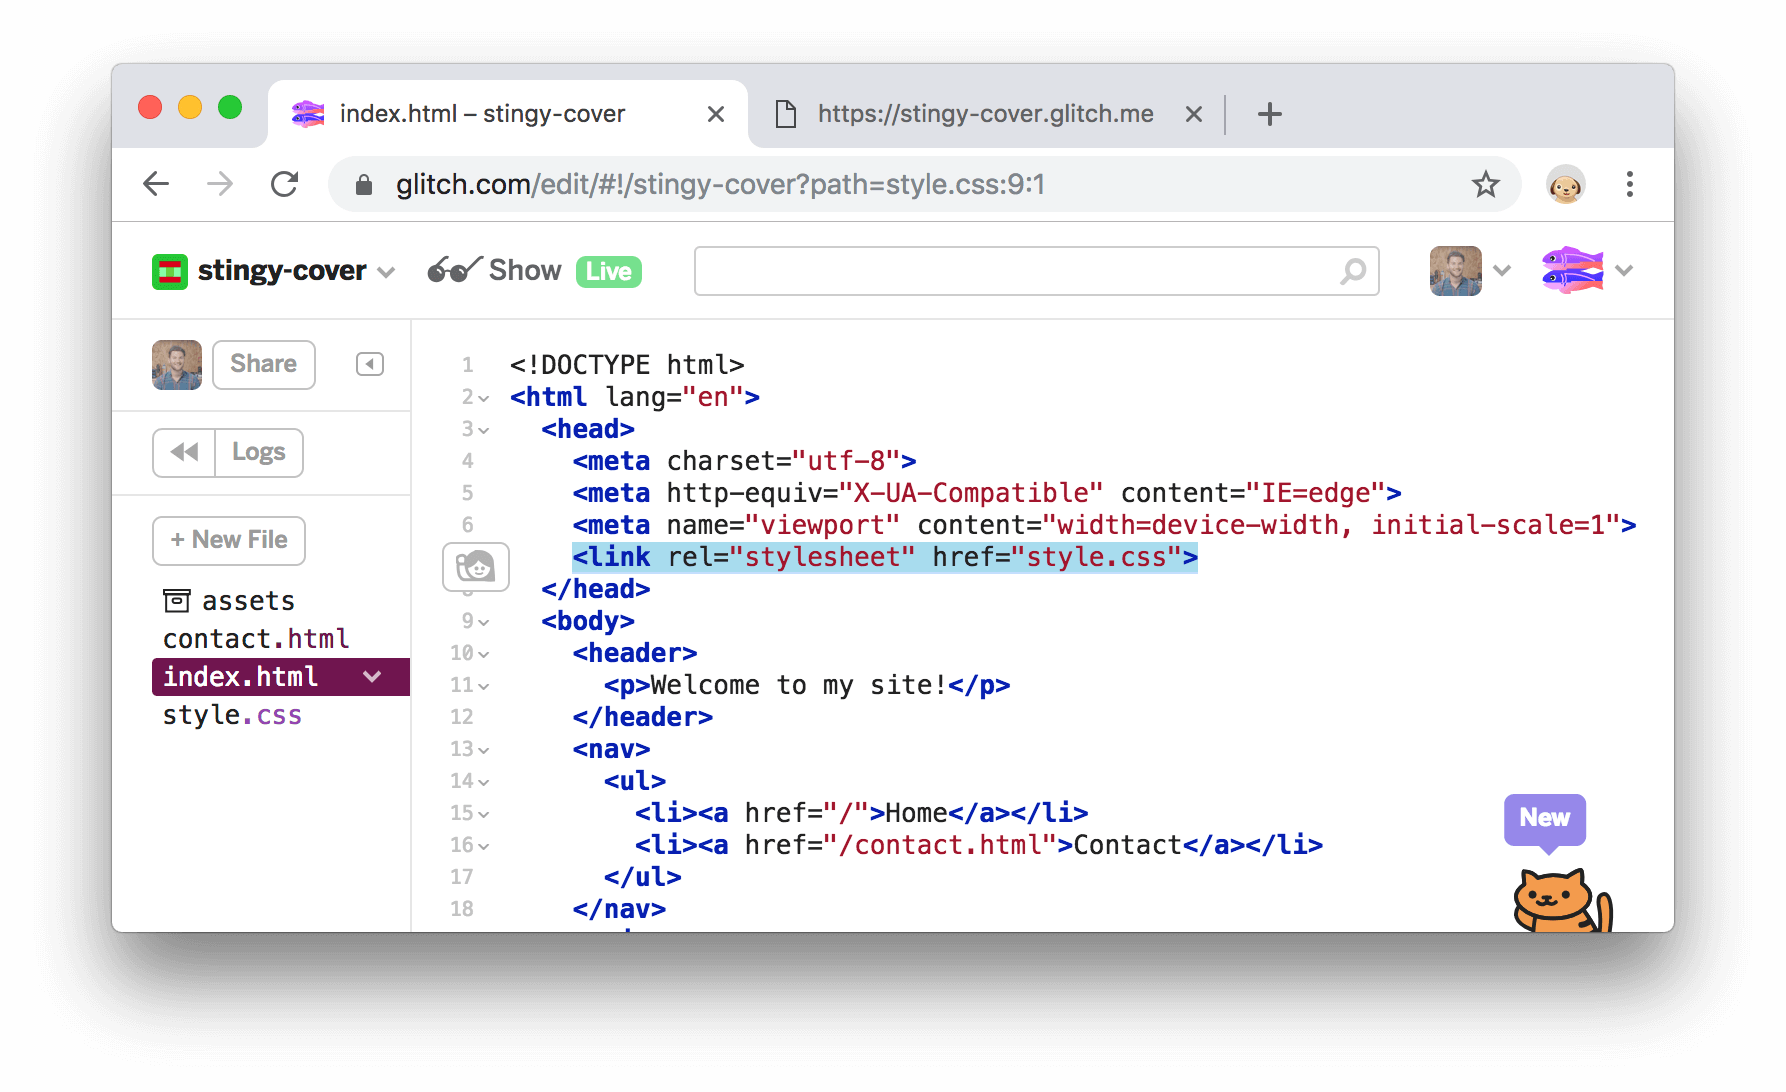 index.html – stingy-cover
https://stingy-cover.glitch.me
glitch.com/edit/#!/stingy-cover?path=style.css:9:1
stingy-cover
Show Live
Share
Logs
+ New File
assets
contact.html
index.html
style.css
1 <!DOCTYPE html>
2 <html lang="en">
3 <head>
4 <meta charset="utf-8">
5 <meta http-equiv="X-UA-Compatible" content="IE=edge">
6 <meta name="viewport" content="width=device-width, initial-scale=1">
<link rel="stylesheet" href="style.css">
</head>
9 <body>
10 <header>
11 <p>Welcome to my site!</p>
12 </header>
13 <nav>
14 <ul>
15 <li><a href="/">Home</a></li>
16 <li><a href="/contact.html">Contact</a></li>
17 </ul>
18 </nav>
New